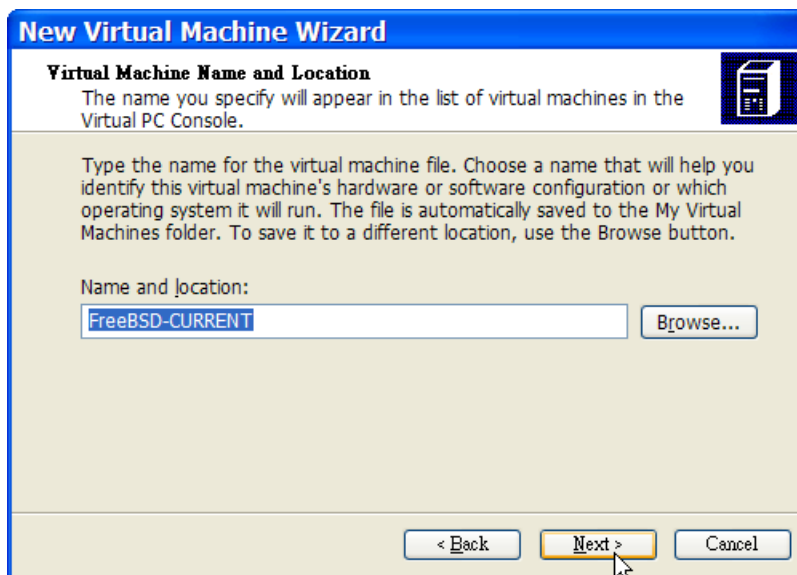 New Virtual Machine Wizard
Virtual Machine Name and Location
The name you specify will appear in the list of virtual machines in the
Virtual PC Console.
Type the name for the virtual machine file. Choose a name that will help you
identify this virtual machine's hardware or software configuration or which
operating system it will run. The file is automatically saved to the My Virtual
Machines folder. To save it to a different location, use the Browse button.
Name and location:
FreeBSD-CURRENT
Browse...
< Back
Next >
Cancel